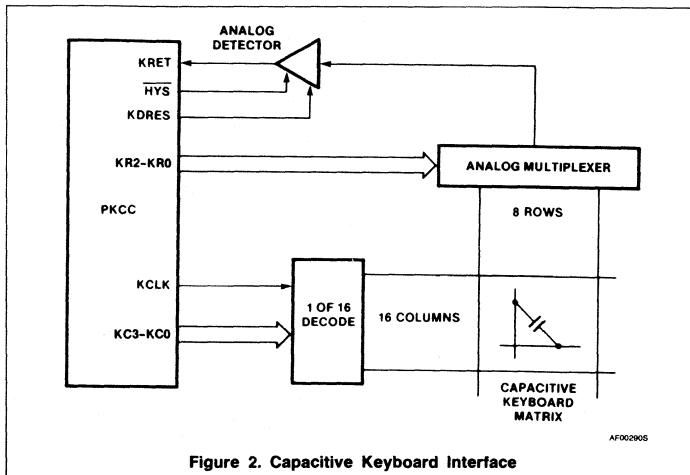 ANALOG
DETECTOR
KRET
HYS
KDRES
KR2-KR0
ANALOG MULTIPLEXER
PKCC
8 ROWS
KCLK
1 OF 16
DECODE
16 COLUMNS
KC3-KC0
CAPACITIVE
KEYBOARD
MATRIX
AF00290S
Figure 2. Capacitive Keyboard Interface